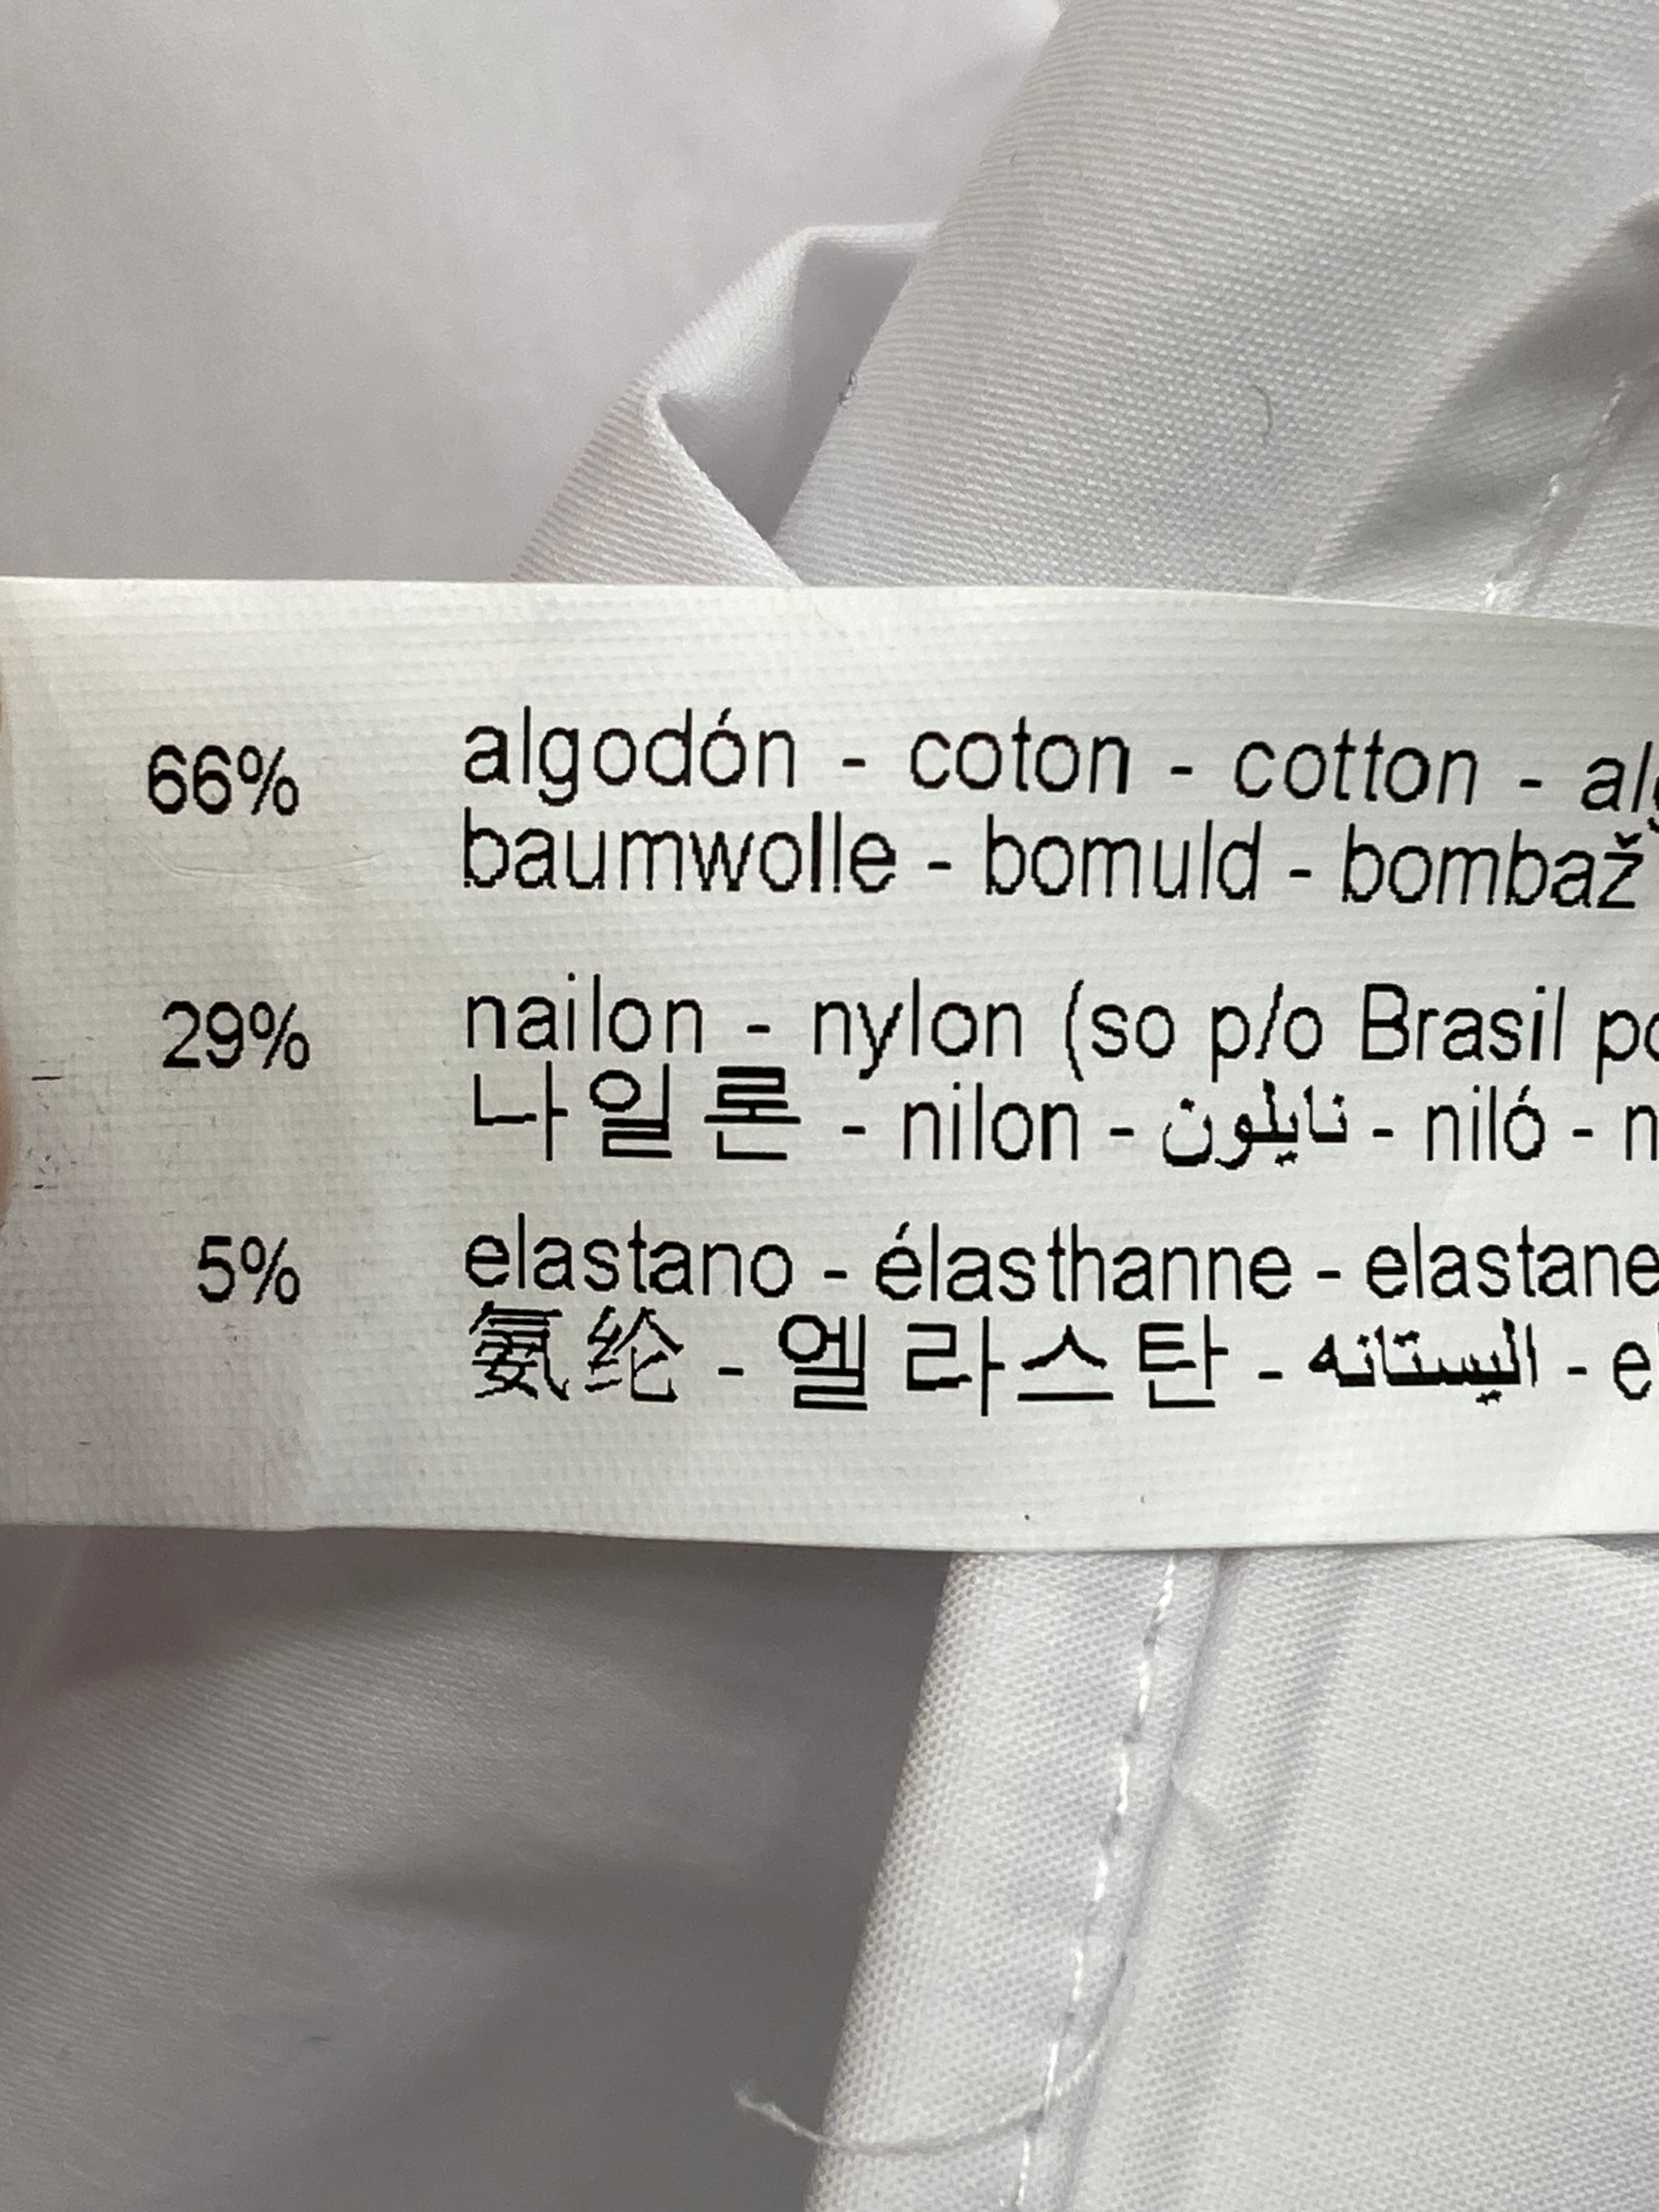 66% algodón - coton - cotton -
baumwolle - bomuld - bombaž
29% nailon - nylon (so p/o Brasil
나일론 - nilon - نايلون - niló -
5% elastano - élasthanne - elastane
氨纶 - 엘라스탄 - اليستانه -